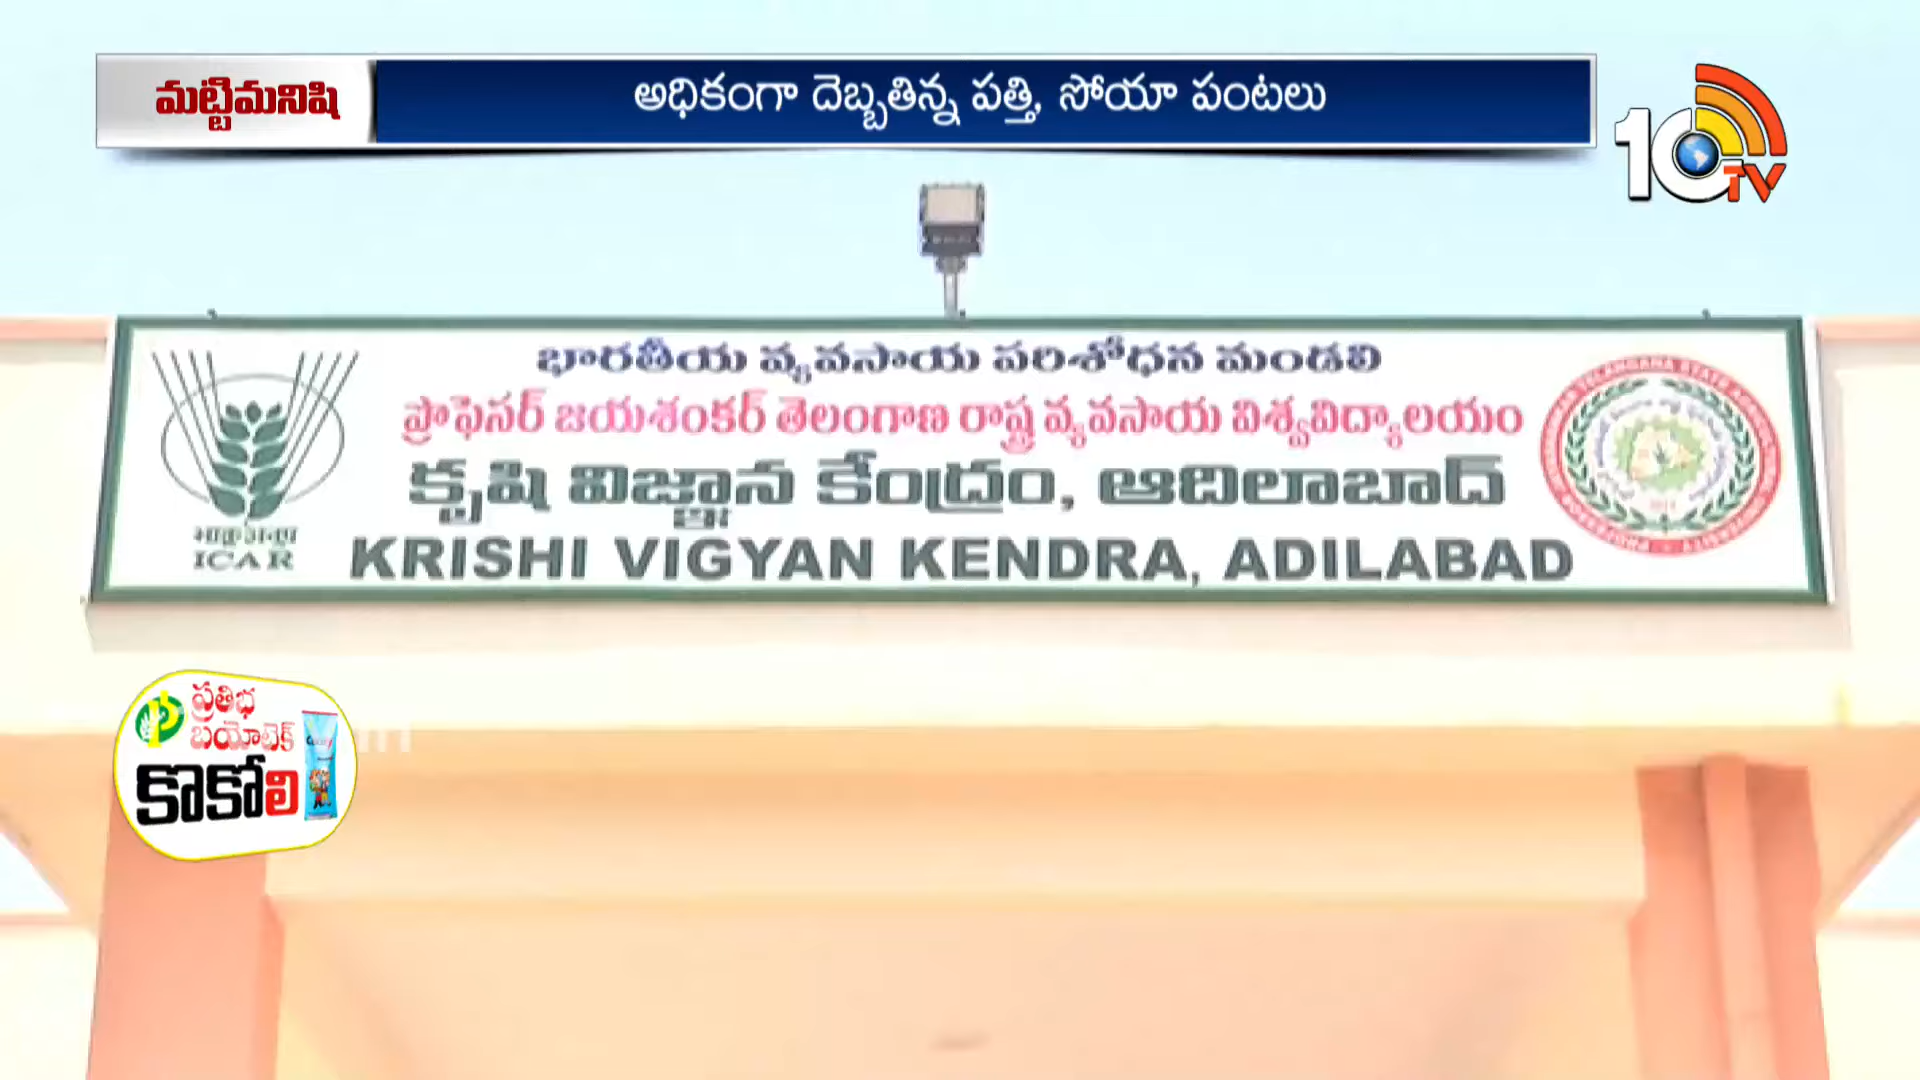 మట్టిమనిషి
అధికంగా దెబ్బతిన్న పత్తి, సోయా పంటలు
10TV
భారతీయ వ్యవసాయ పరిశోధన మండలి
ప్రొఫెసర్ జయశంకర్ తెలంగాణ రాష్ట్ర వ్యవసాయ విశ్వవిద్యాలయం
కృషి విజ్ఞాన కేంద్రం, ఆదిలాబాద్
KRISHI VIGYAN KENDRA, ADILABAD
भाकृअनुप
ICAR
ప్రతిభ
బయోటెక్
కొకోలి